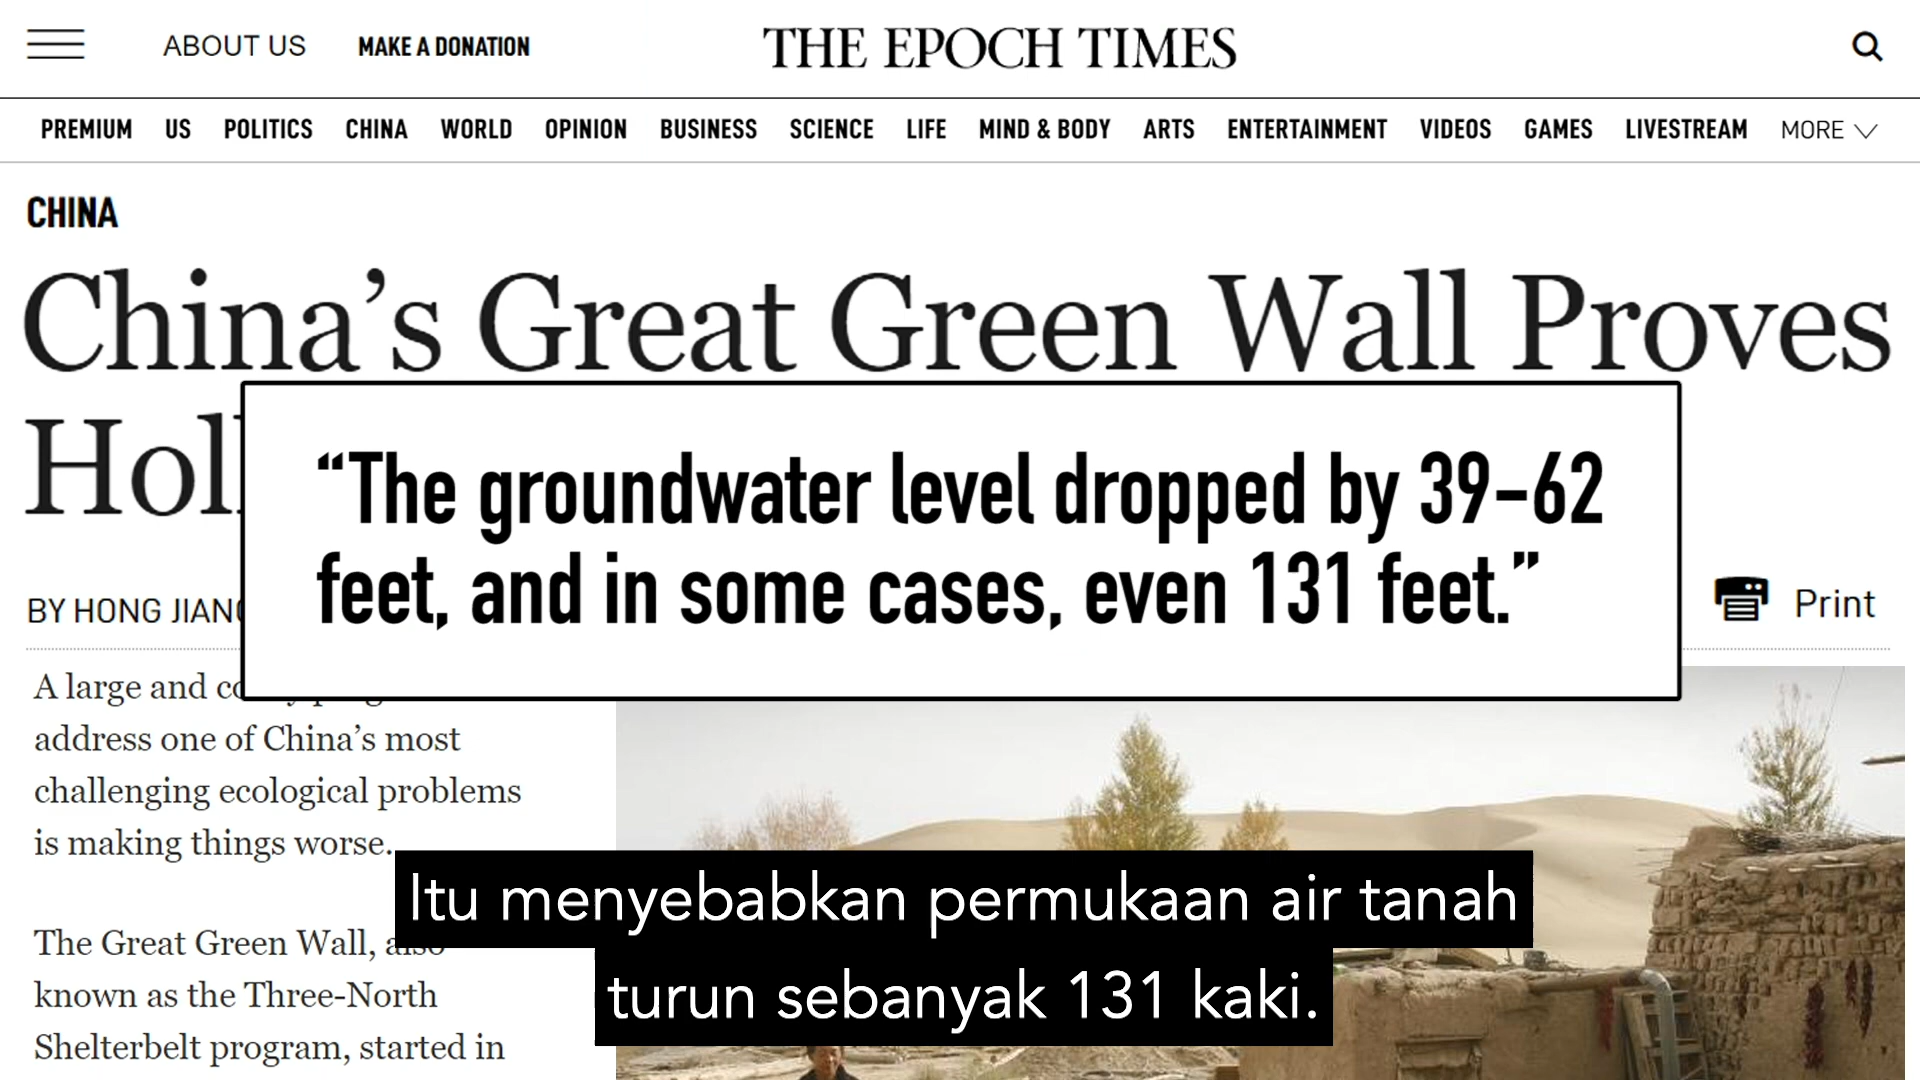 ABOUT US
MAKE A DONATION
THE EPOCH TIMES
PREMIUM US POLITICS CHINA WORLD OPINION BUSINESS SCIENCE LIFE MIND & BODY ARTS ENTERTAINMENT VIDEOS GAMES LIVESTREAM MORE
CHINA
China’s Great Green Wall Proves
“The groundwater level dropped by 39–62
feet, and in some cases, even 131 feet.”
BY HONG
Print
A large and
address one of China’s most
challenging ecological problems
is making things worse.
The Great Green Wall, also
known as the Three-North
Shelterbelt program, started in
Itu menyebabkan permukaan air tanah
turun sebanyak 131 kaki.